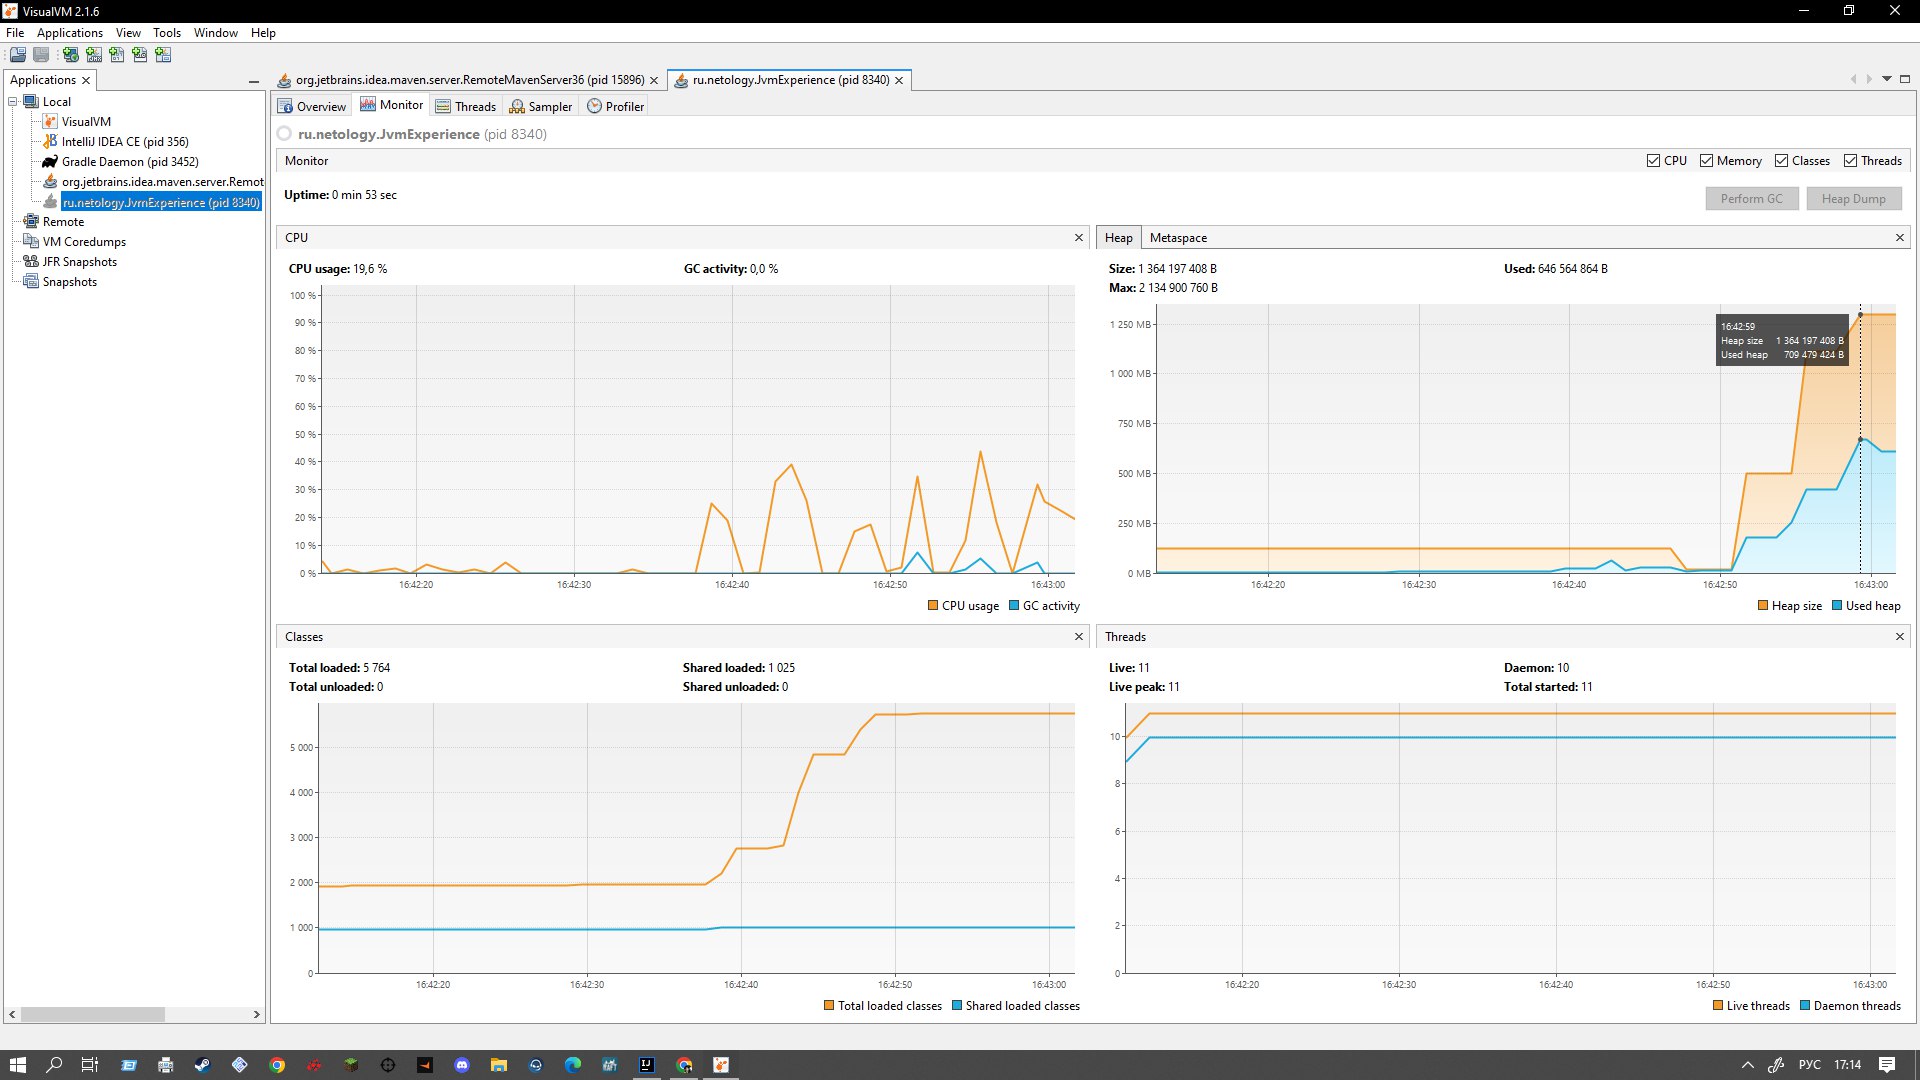 VisualVM 2.1.6
File Applications View Tools Window Help
Applications
Local
VisualVM
IntelliJ IDEA CE (pid 356)
Gradle Daemon (pid 3452)
org.jetbrains.idea.maven.server.Remot
ru.netology.JvmExperience (pid 8340)
Remote
VM Coredumps
JFR Snapshots
Snapshots
org.jetbrains.idea.maven.server.RemoteMavenServer36 (pid 15896) ru.netology.JvmExperience (pid 8340)
Overview Monitor Threads Sampler Profiler
ru.netology.JvmExperience (pid 8340)
Monitor CPU Memory Classes Threads
Uptime: 0 min 53 sec Perform GC Heap Dump
CPU
CPU usage: 19,6 % GC activity: 0,0 %
100 %
90 %
80 %
70 %
60 %
50 %
40 %
30 %
20 %
10 %
0 %
16:42:20 16:42:30 16:42:40 16:42:50 16:43:00
CPU usage GC activity
Heap Metaspace
Size: 1 364 197 408 B Used: 646 564 864 B
Max: 2 134 900 760 B
1 250 MB
1 000 MB
750 MB
500 MB
250 MB
0 MB
16:42:59
Heap size 1 364 197 408 B
Used heap 709 479 424 B
16:42:20 16:42:30 16:42:40 16:42:50 16:43:00
Heap size Used heap
Classes
Total loaded: 5 764 Shared loaded: 1 025
Total unloaded: 0 Shared unloaded: 0
5 000
4 000
3 000
2 000
1 000
0
16:42:20 16:42:30 16:42:40 16:42:50 16:43:00
Total loaded classes Shared loaded classes
Threads
Live: 11 Daemon: 10
Live peak: 11 Total started: 11
10
8
6
4
2
0
16:42:20 16:42:30 16:42:40 16:42:50 16:43:00
Live threads Daemon threads
РУС 17:14